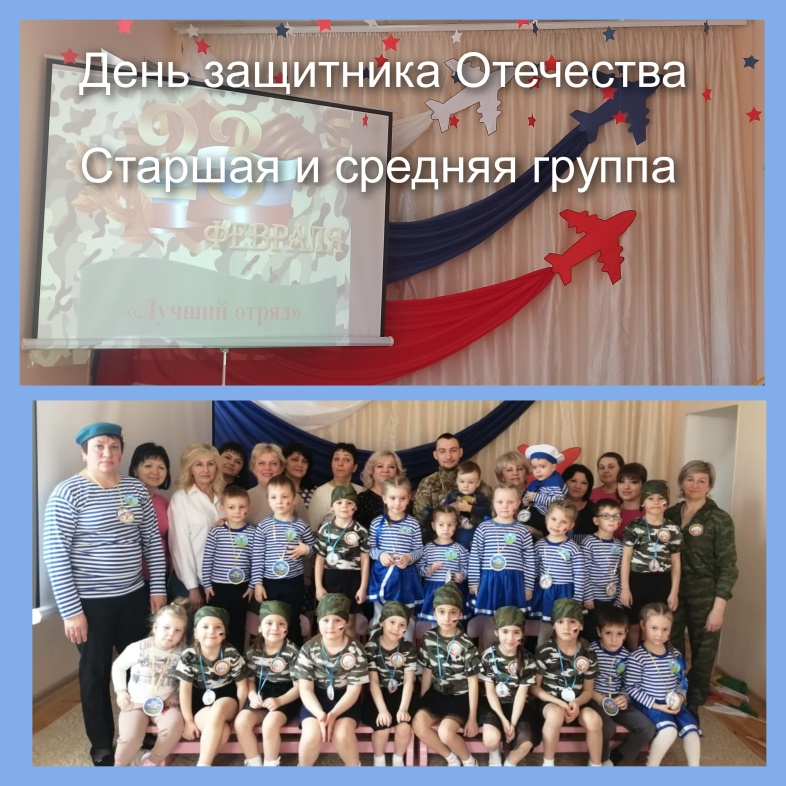 День защитника Отечества
Старшая и средняя группа
23
ФЕВРАЛЯ
«Лучший отряд»